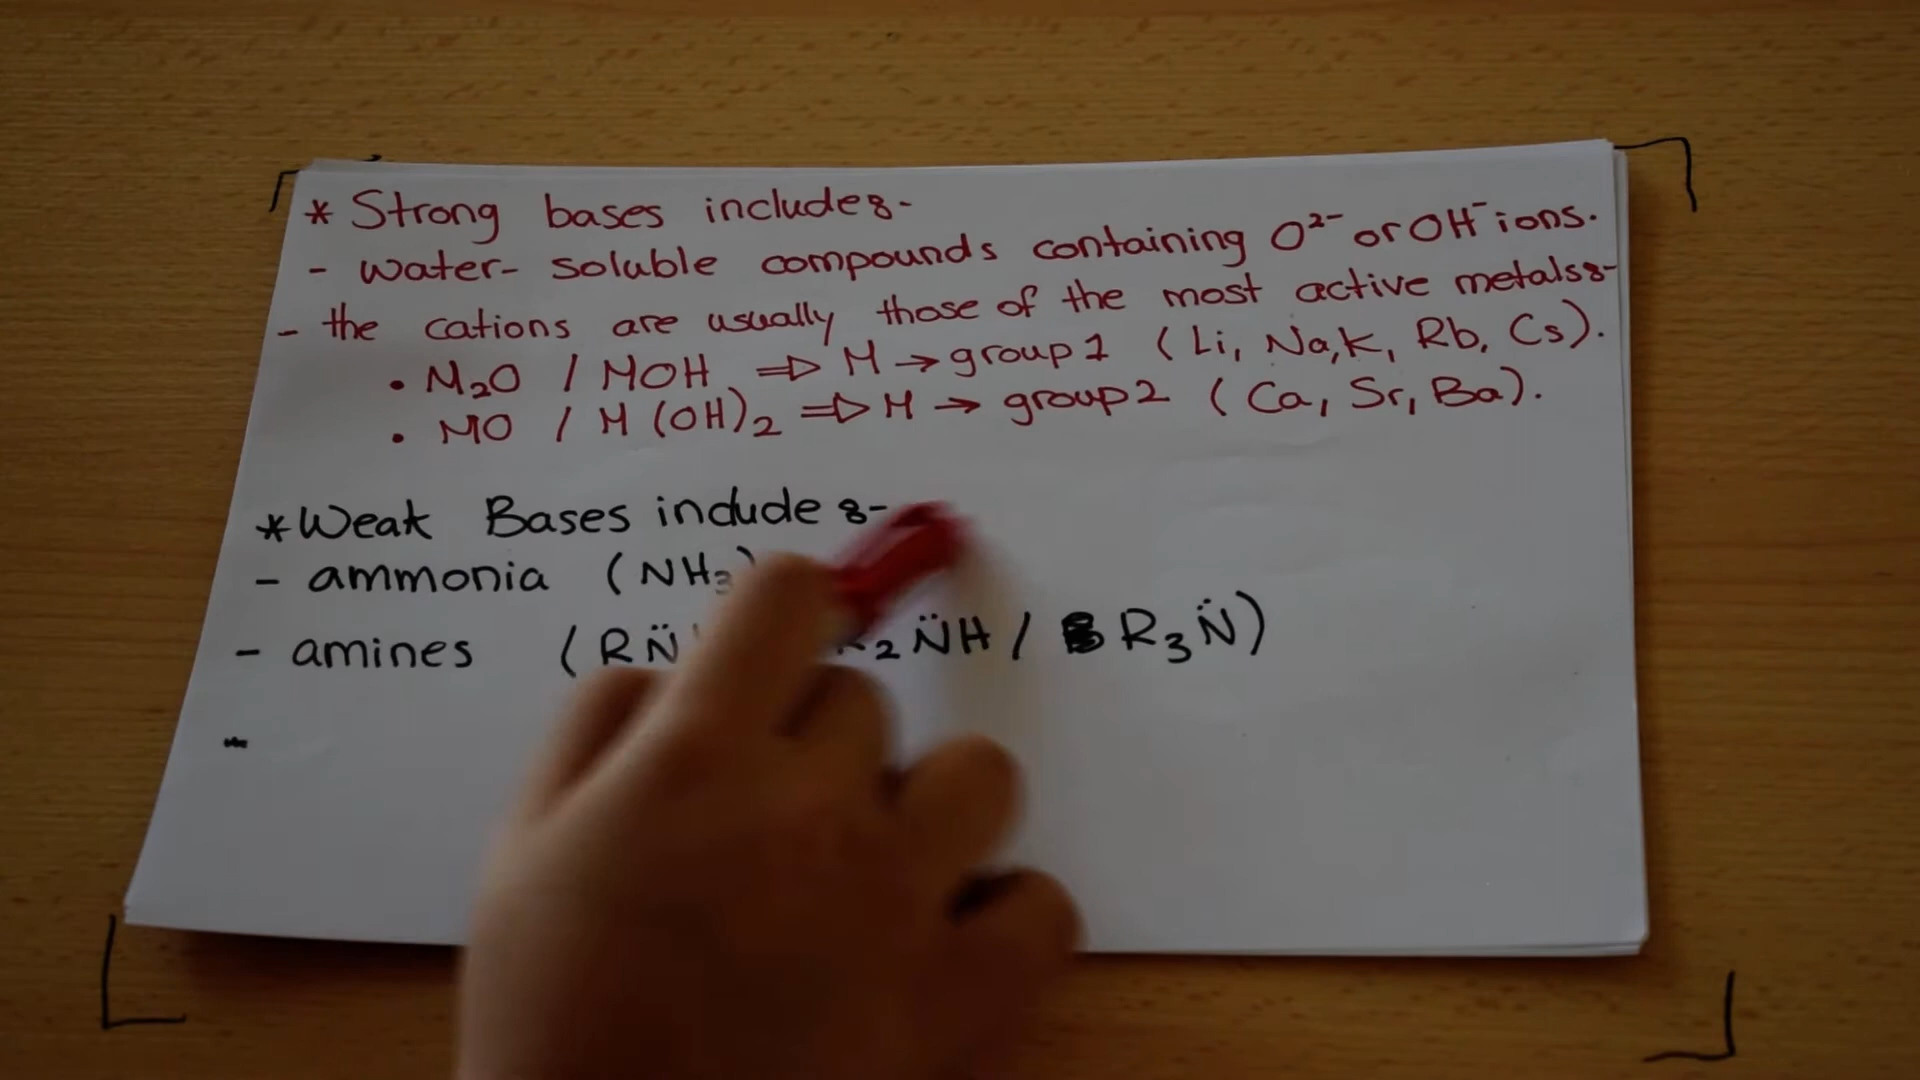 * Strong bases include:-
- water-soluble compounds containing O²⁻ or OH⁻ ions.
- the cations are usually those of the most active metals:-
• M₂O / MOH ⇒ M → group 1 (Li, Na, K, Rb, Cs).
• MO / M(OH)₂ ⇒ M → group 2 (Ca, Sr, Ba).
* Weak Bases include :-
- ammonia (NH₃)
- amines (RN̈ ₂N̈H / R₃N̈)
-